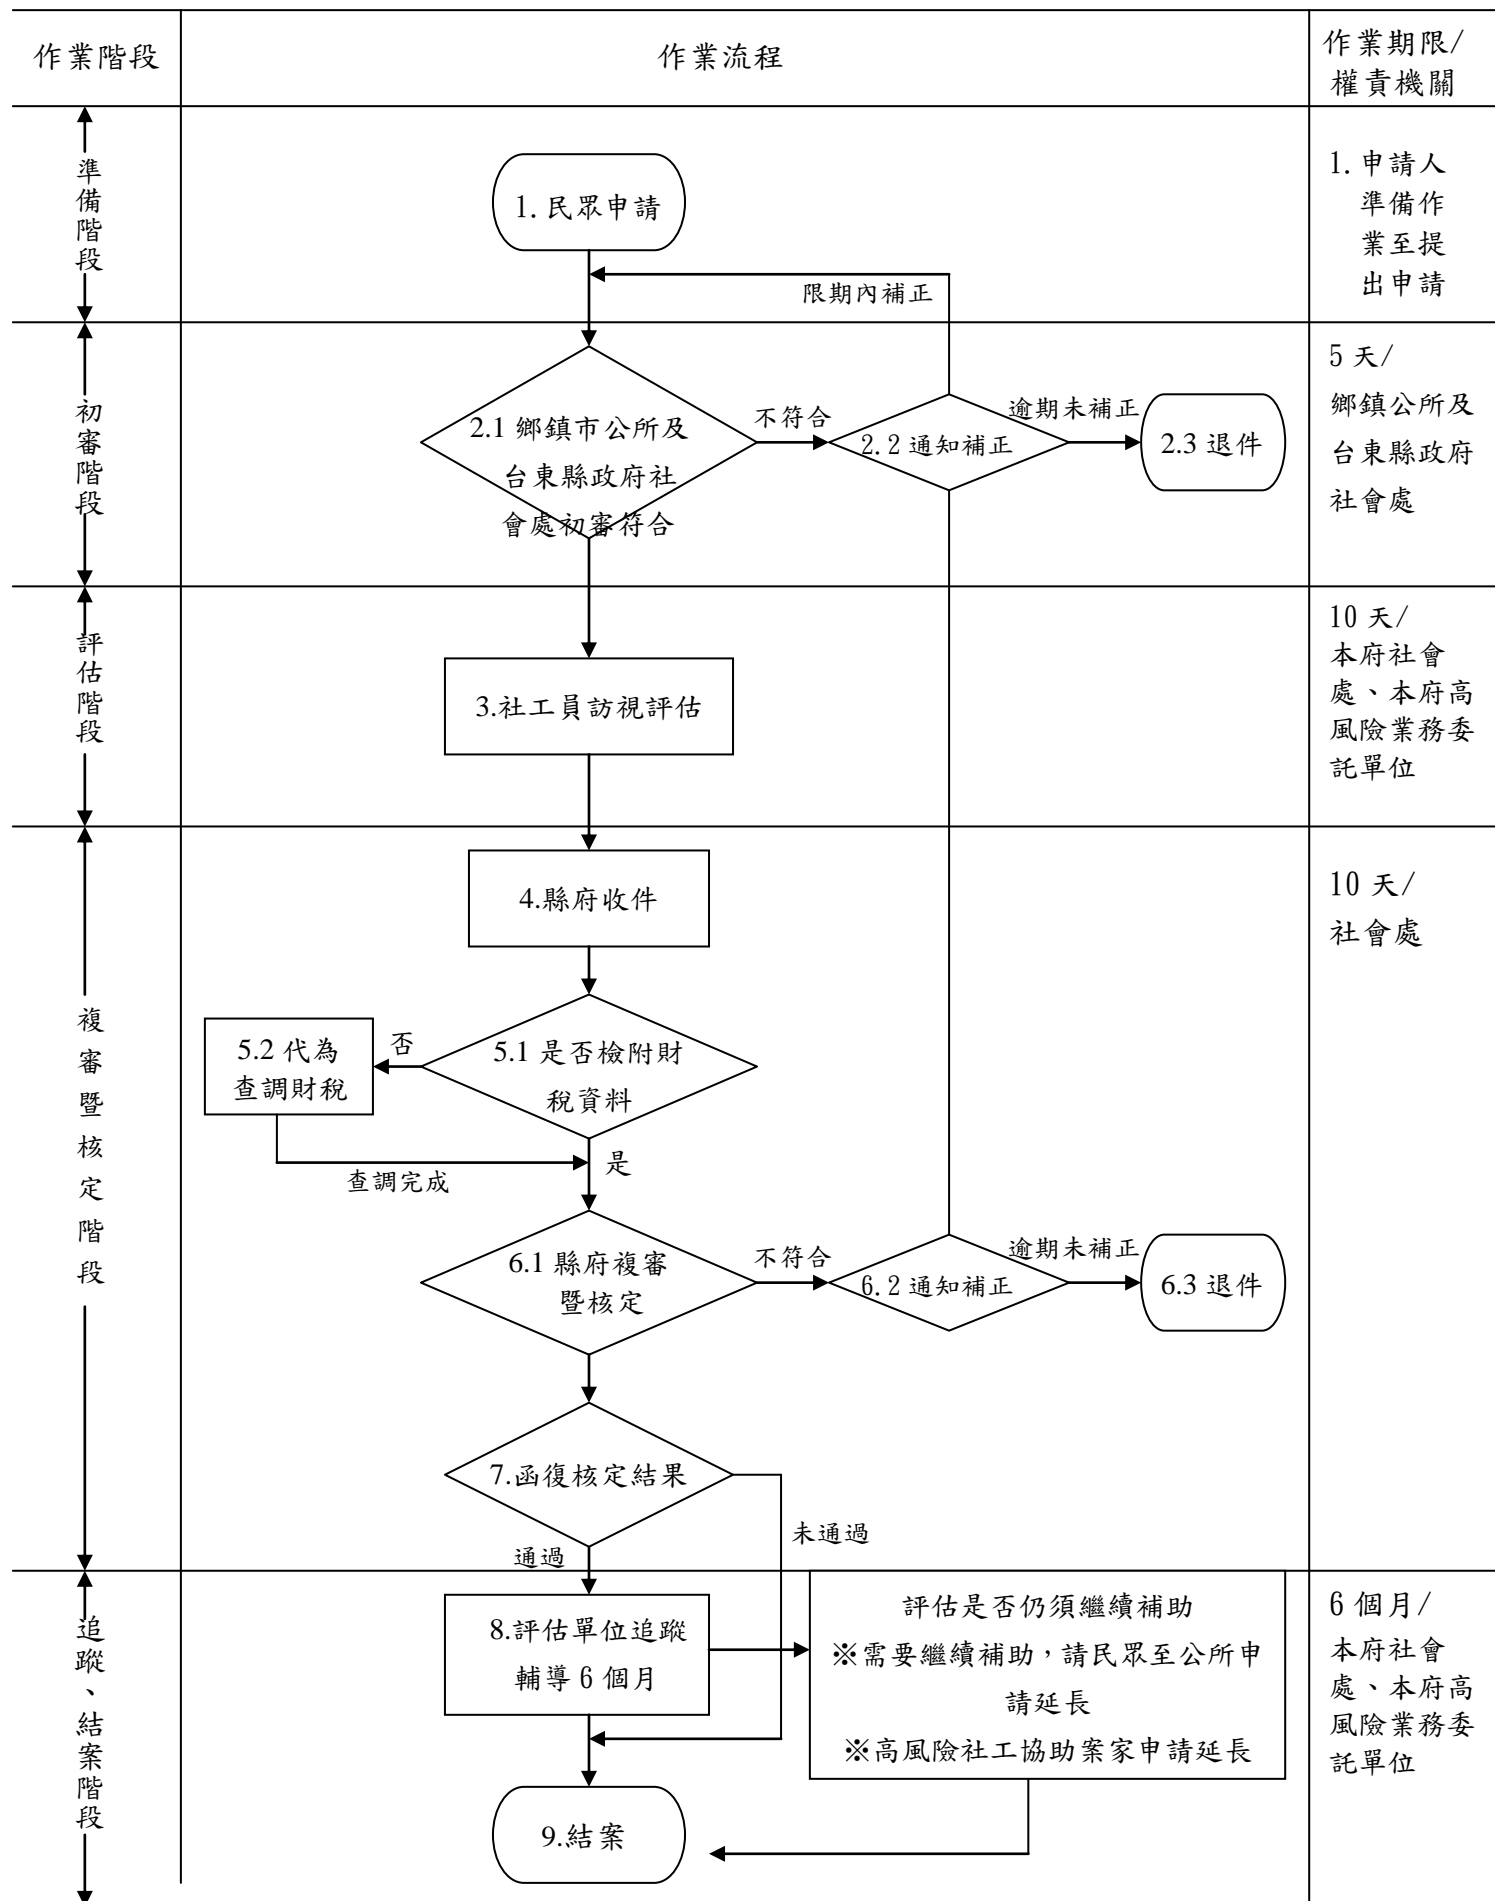 作業階段
作業流程
作業期限/
權責機關
準備階段
1.民眾申請
限期內補正
1.申請人
準備作
業至提
出申請
初審階段
2.1 鄉鎮市公所及
台東縣政府社
會處初審符合
不符合
2.2 通知補正
逾期未補正
2.3 退件
5 天/
鄉鎮公所及
台東縣政府
社會處
評估階段
3.社工員訪視評估
10 天/
本府社會
處、本府高
風險業務委
託單位
複審暨核定階段
4.縣府收件
10 天/
社會處
5.1 是否檢附財
稅資料
否
5.2 代為
查調財稅
查調完成
是
6.1 縣府複審
暨核定
不符合
6.2 通知補正
逾期未補正
6.3 退件
7.函復核定結果
未通過
通過
追蹤、結案階段
8.評估單位追蹤
輔導 6 個月
評估是否仍須繼續補助
※需要繼續補助，請民眾至公所申
請延長
※高風險社工協助案家申請延長
9.結案
6 個月/
本府社會
處、本府高
風險業務委
託單位